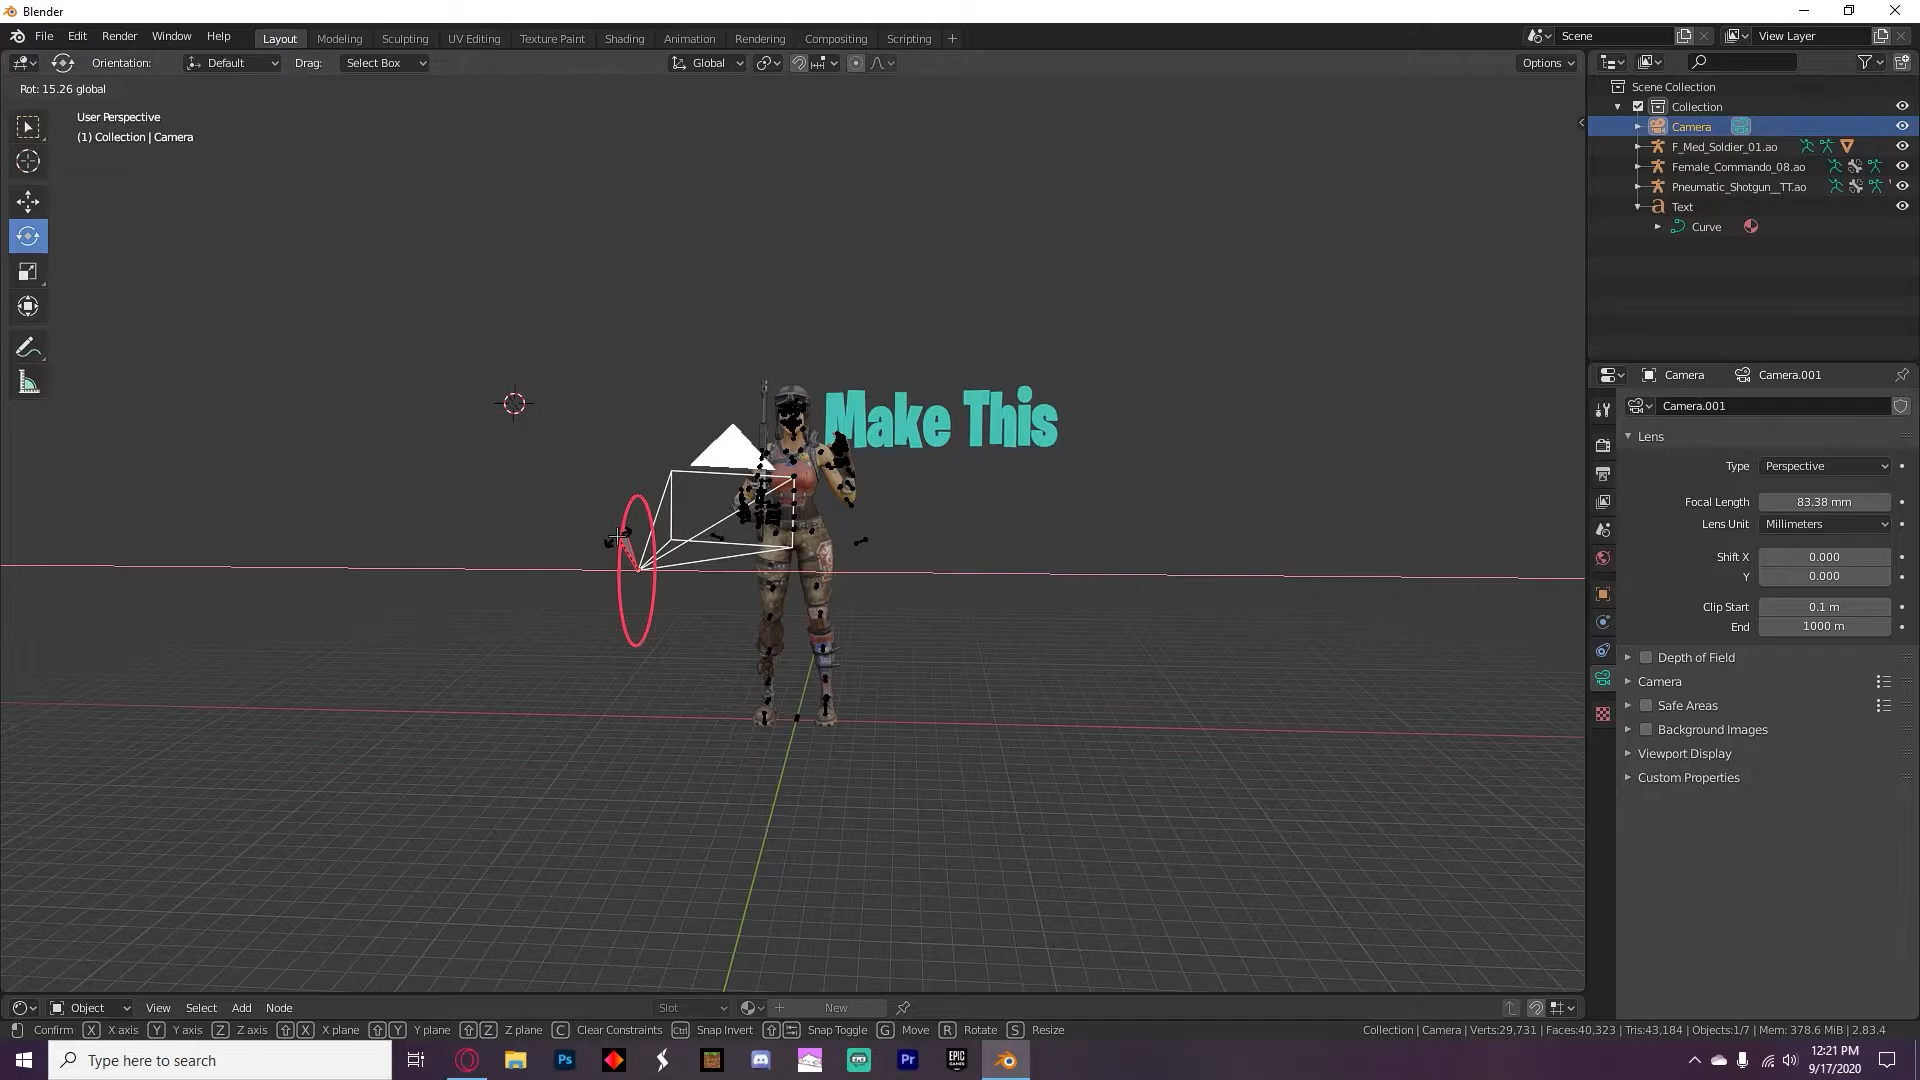 Blender
File Edit Render Window Help Layout Modeling Sculpting UV Editing Texture Paint Shading Animation Rendering Compositing Scripting + Scene View Layer
Orientation: Default Drag: Select Box Global Options
Rot: 15.26 global
User Perspective
(1) Collection | Camera
Make This
Scene Collection
Collection
Camera
F_Med_Soldier_01.ao
Female_Commando_08.ao
Pneumatic_Shotgun__TT.ao
Text
Curve
Camera Camera.001
Camera.001
Lens
Type Perspective
Focal Length 83.38 mm
Lens Unit Millimeters
Shift X 0.000
Y 0.000
Clip Start 0.1 m
End 1000 m
Depth of Field
Camera
Safe Areas
Background Images
Viewport Display
Custom Properties
Object View Select Add Node Slot New
Confirm X X axis Y Y axis Z Z axis X X plane Y Y plane Z Z plane C Clear Constraints Ctrl Snap Invert Snap Toggle G Move R Rotate S Resize Collection | Camera | Verts:29,731 | Faces:40,323 | Tris:43,184 | Objects:1/7 | Mem: 378.6 MiB | 2.83.4
Type here to search Ps Pr EPIC GAMES 12:21 PM
9/17/2020